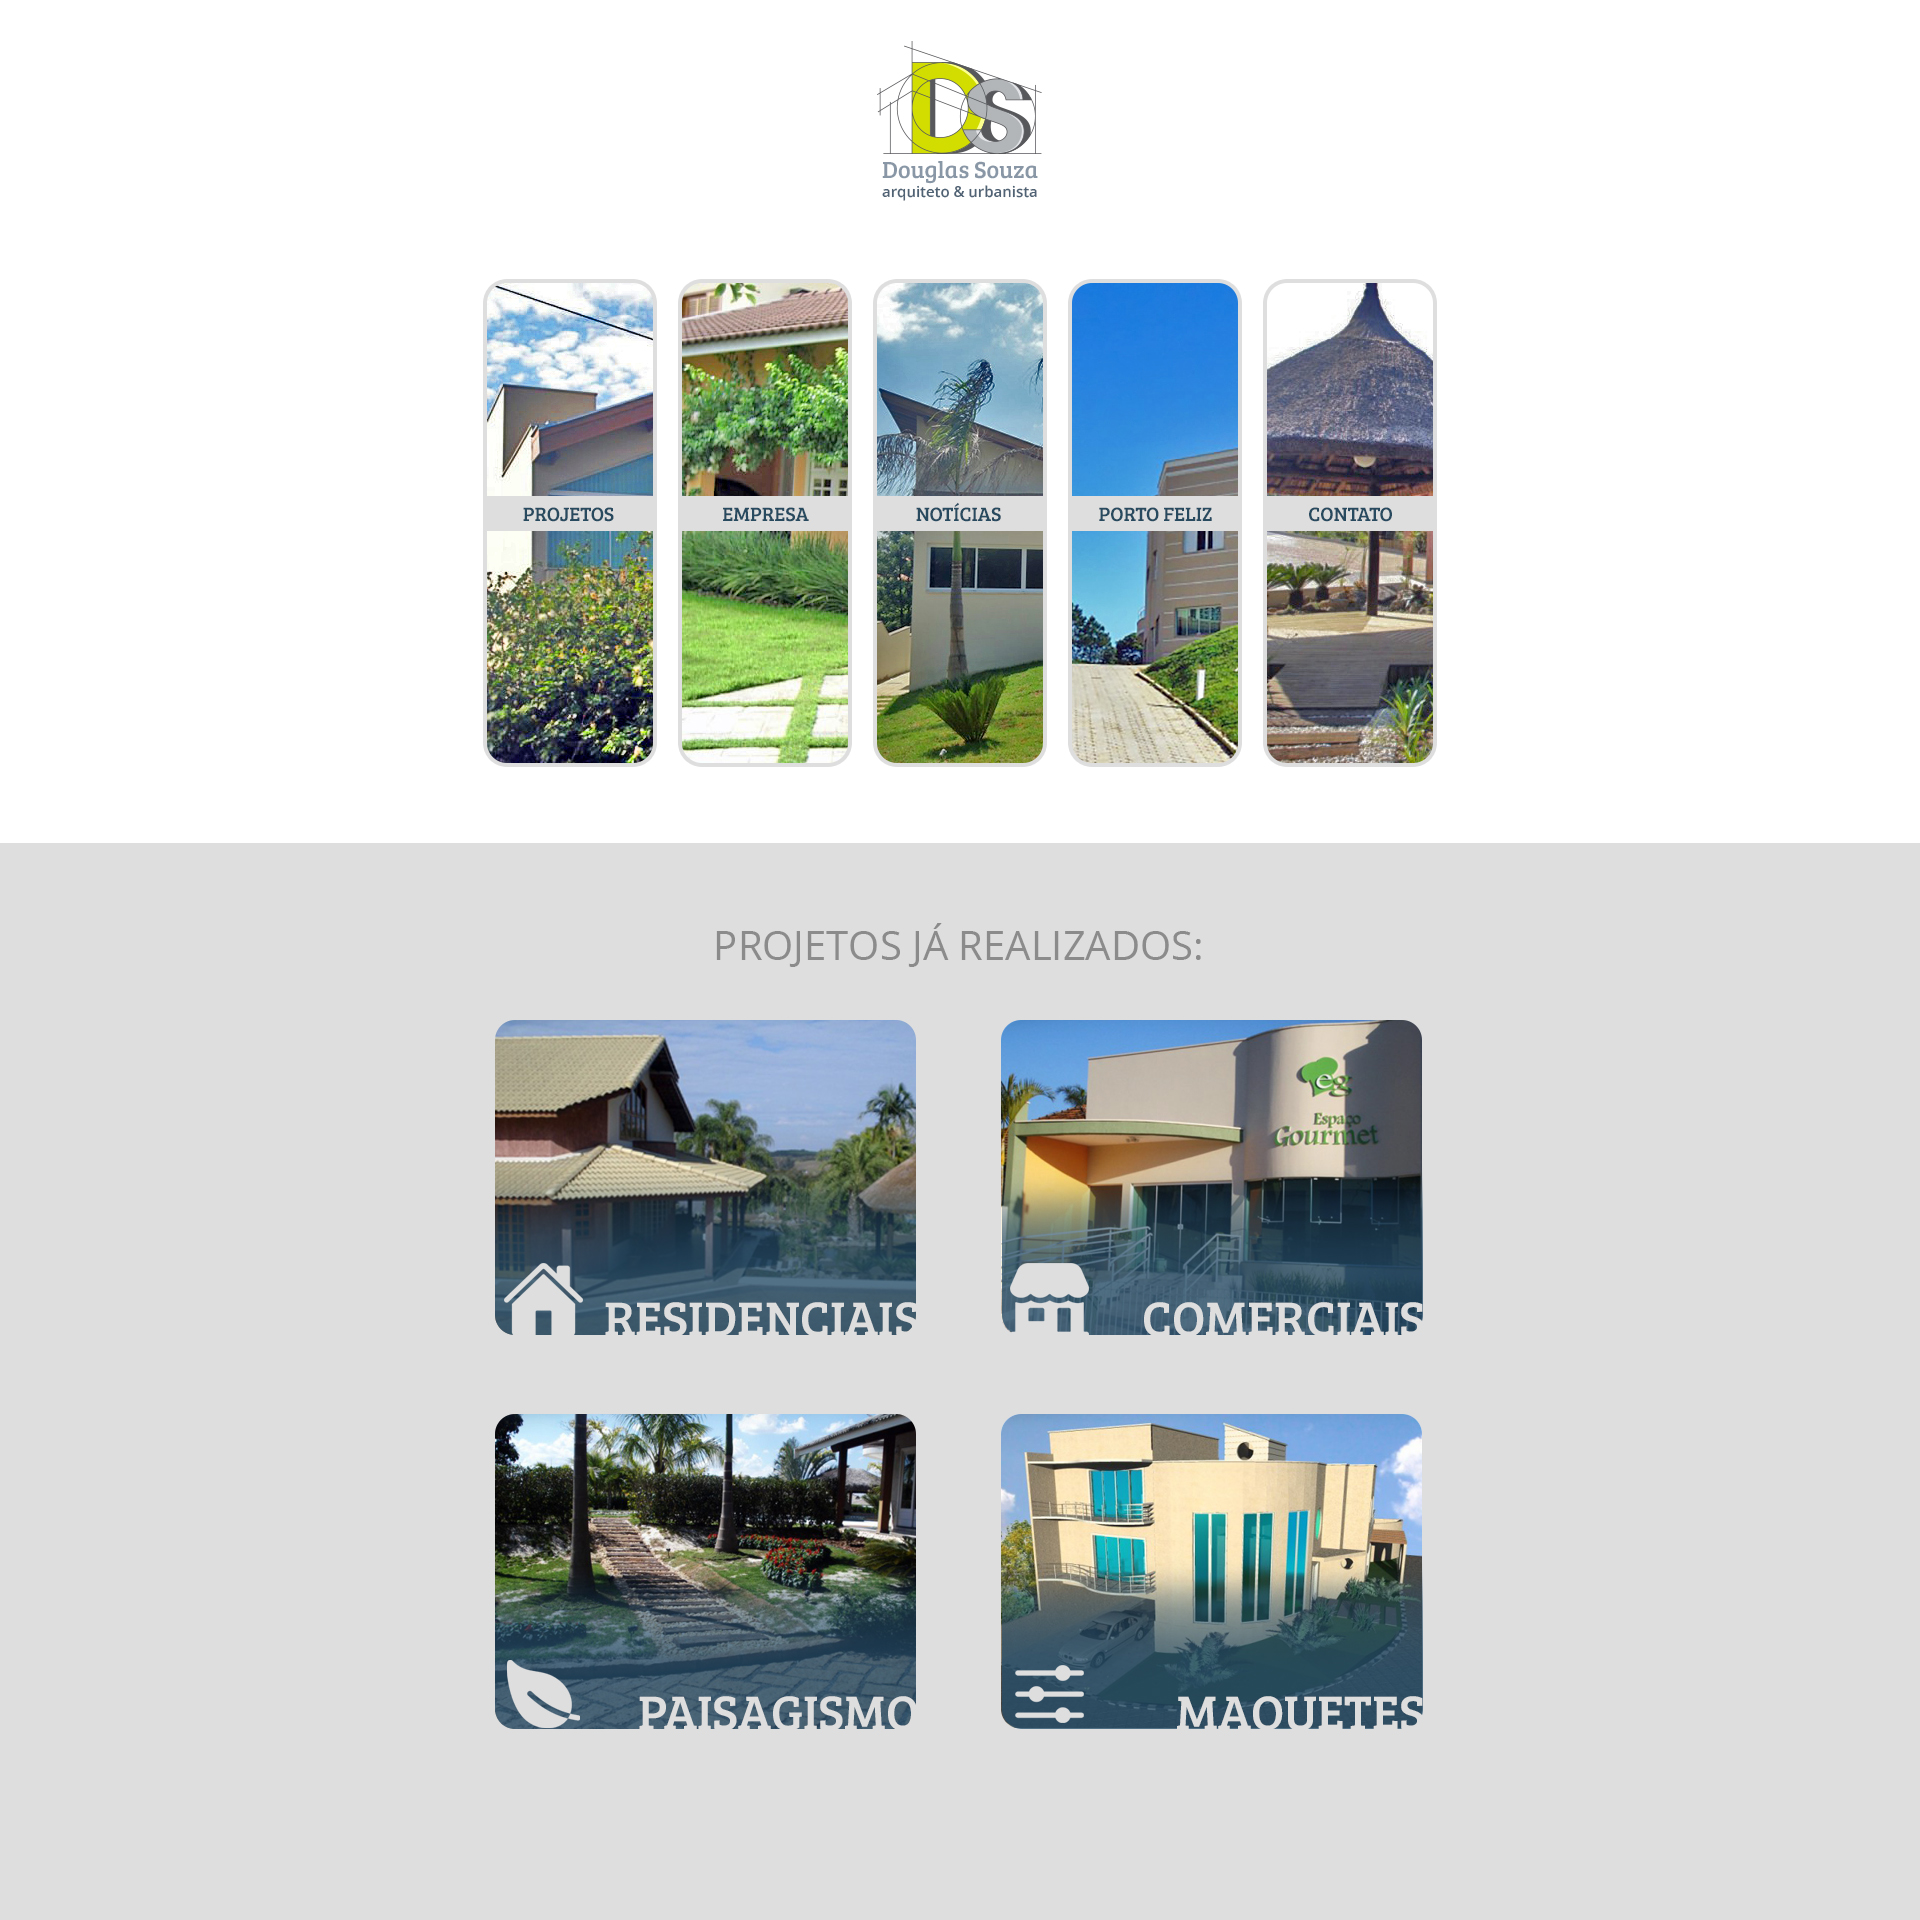 DS
Douglas Souza
arquiteto & urbanista
PROJETOS
EMPRESA
NOTÍCIAS
PORTO FELIZ
CONTATO
PROJETOS JÁ REALIZADOS:
eg
Espaço
Gourmet
RESIDENCIAIS
COMERCIAIS
PAISAGISMO
MAQUETES